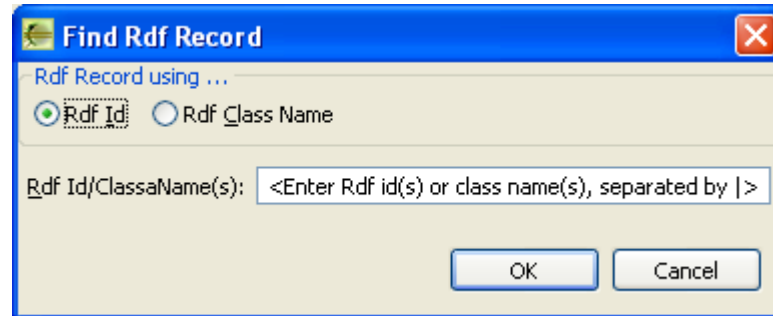 Find Rdf Record
Rdf Record using ...
Rdf Id Rdf Class Name
Rdf Id/ClassaName(s): <Enter Rdf id(s) or class name(s), separated by |>
OK Cancel